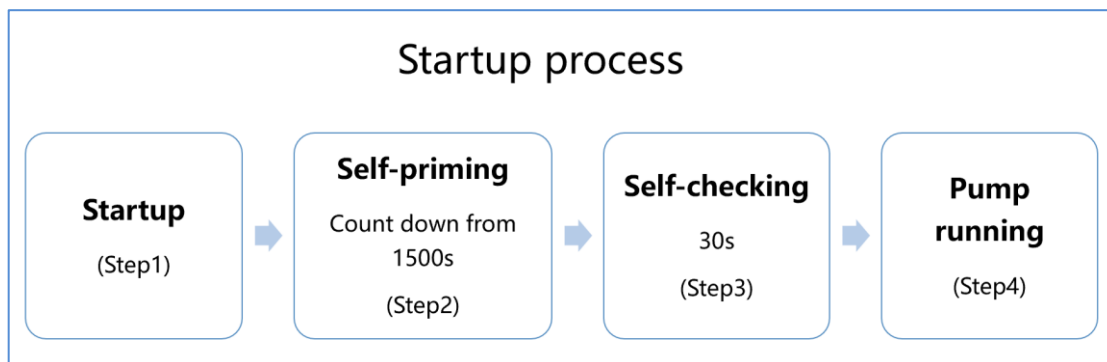 Startup process
Startup
(Step1)
Self-priming
Count down from
1500s
(Step2)
Self-checking
30s
(Step3)
Pump
running
(Step4)